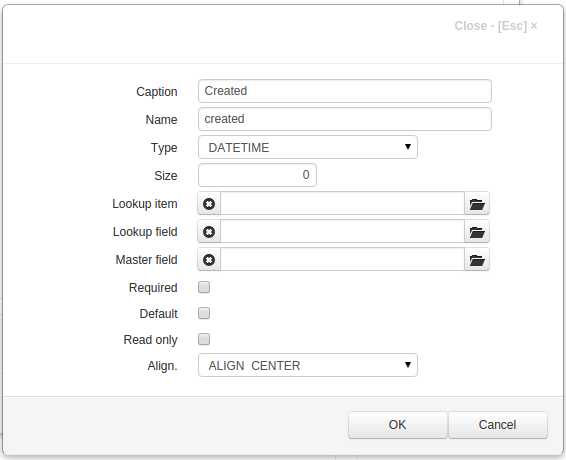 Close - [Esc] ×
Caption Created
Name created
Type DATETIME
Size 0
Lookup item
Lookup field
Master field
Required
Default
Read only
Align. ALIGN CENTER
OK Cancel